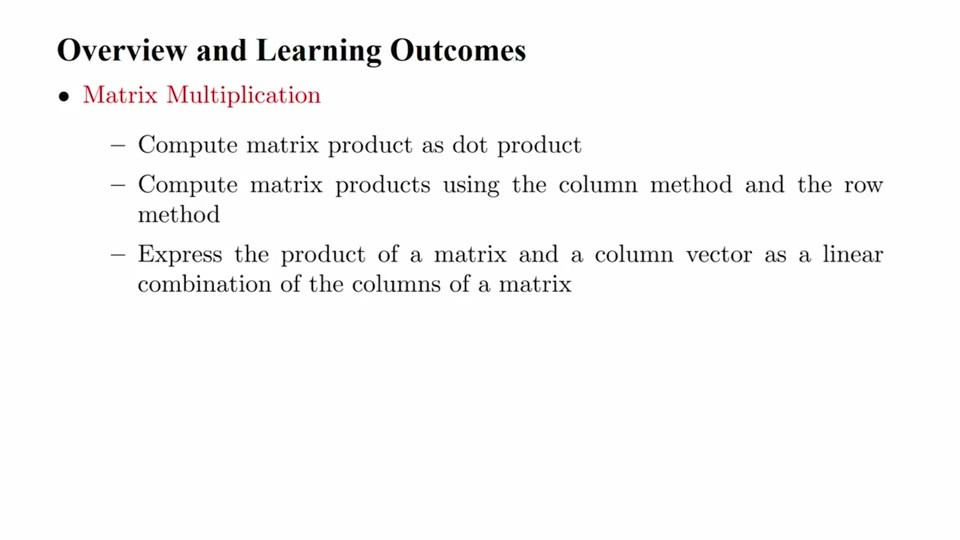 Overview and Learning Outcomes
• Matrix Multiplication
– Compute matrix product as dot product
– Compute matrix products using the column method and the row
method
– Express the product of a matrix and a column vector as a linear
combination of the columns of a matrix